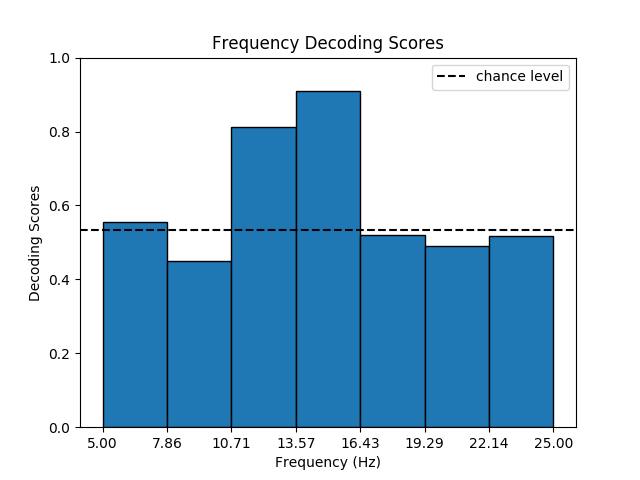 Frequency Decoding Scores
chance level
1.0
0.8
0.6
0.4
0.2
0.0
Decoding Scores
5.00 7.86 10.71 13.57 16.43 19.29 22.14 25.00
Frequency (Hz)